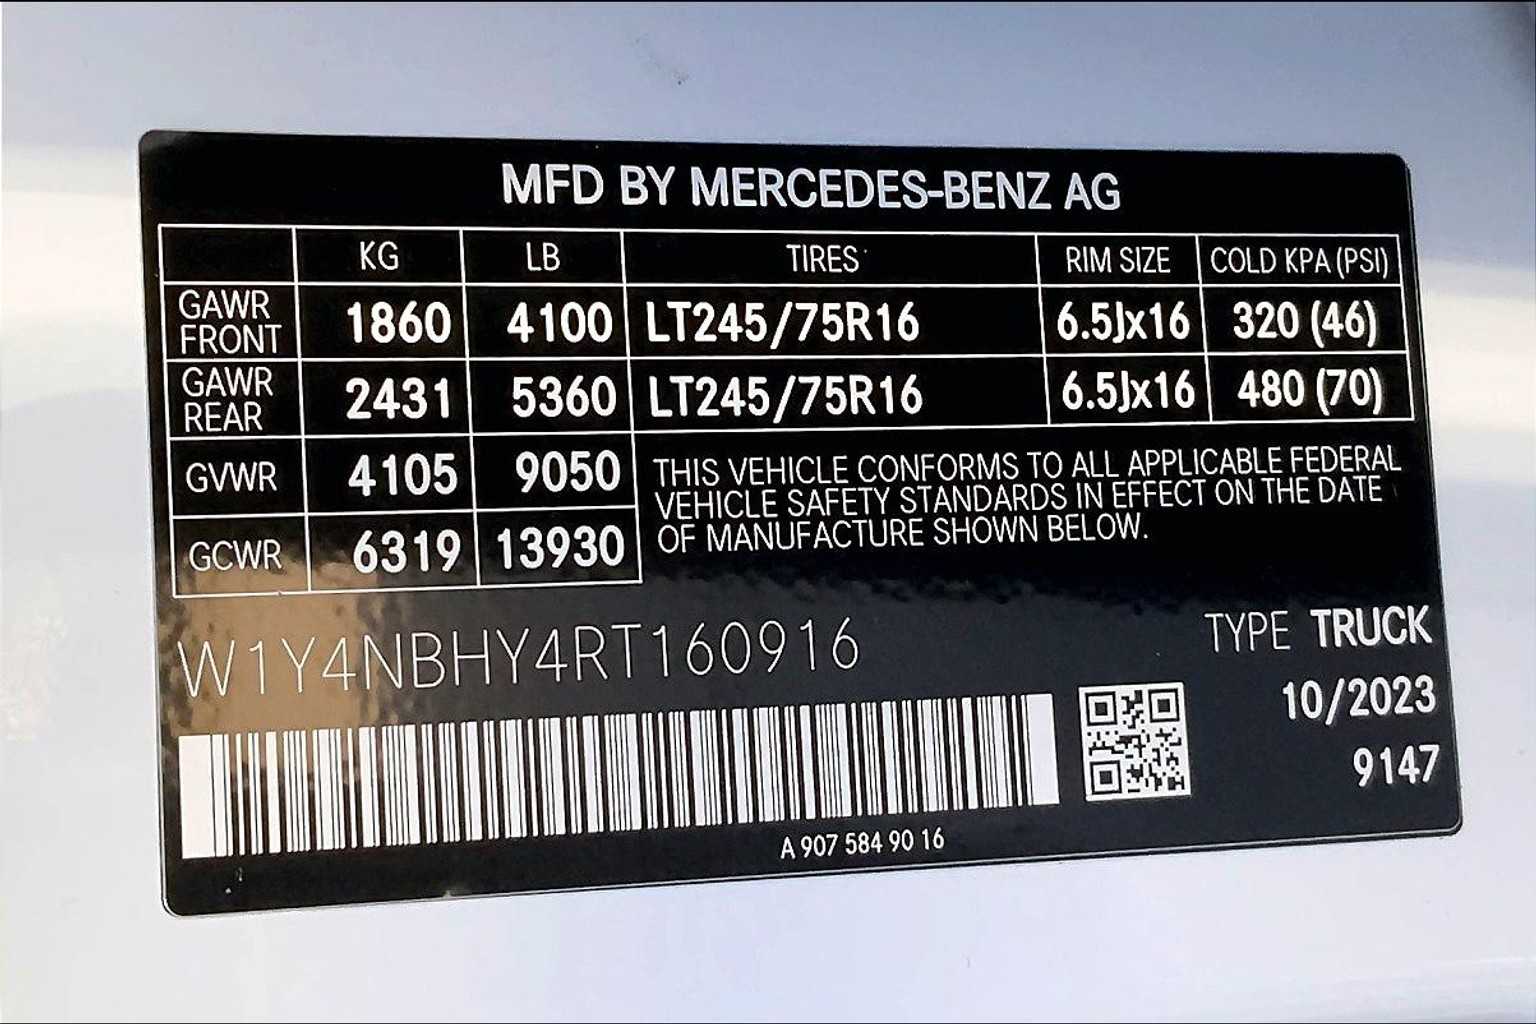 MFD BY MERCEDES-BENZ AG
KG LB TIRES RIM SIZE COLD KPA (PSI)
GAWR FRONT 1860 4100 LT245/75R16 6.5Jx16 320 (46)
GAWR REAR 2431 5360 LT245/75R16 6.5Jx16 480 (70)
GVWR 4105 9050
GCWR 6319 13930
THIS VEHICLE CONFORMS TO ALL APPLICABLE FEDERAL
VEHICLE SAFETY STANDARDS IN EFFECT ON THE DATE
OF MANUFACTURE SHOWN BELOW.
W1Y4NBHY4RT160916
TYPE TRUCK
10/2023
9147
A 907 584 90 16